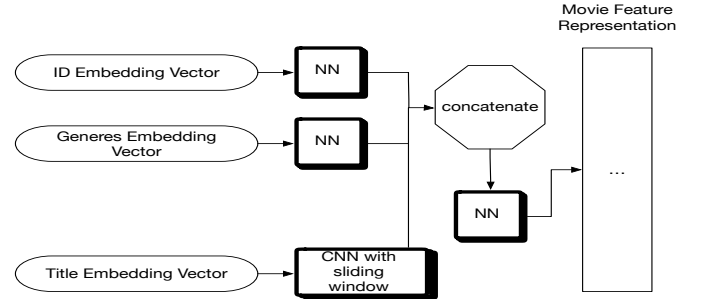 Movie Feature
Representation
ID Embedding Vector
NN
concatenate
Generes Embedding
Vector
NN
...
NN
Title Embedding Vector
CNN with
sliding
window